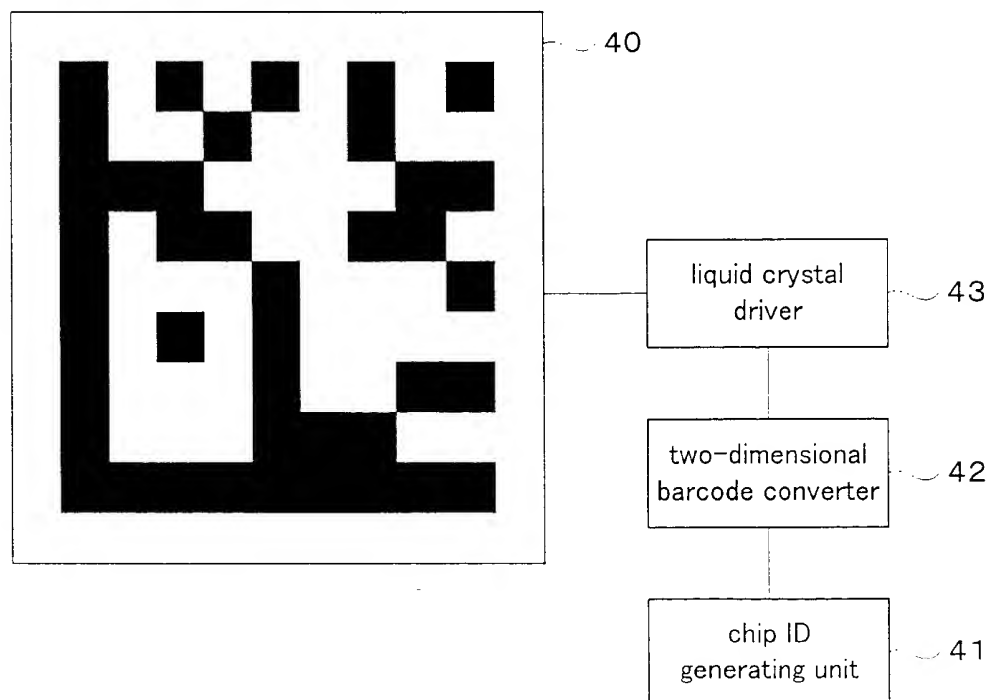 40
liquid crystal
driver
43
two-dimensional
barcode converter
42
chip ID
generating unit
41